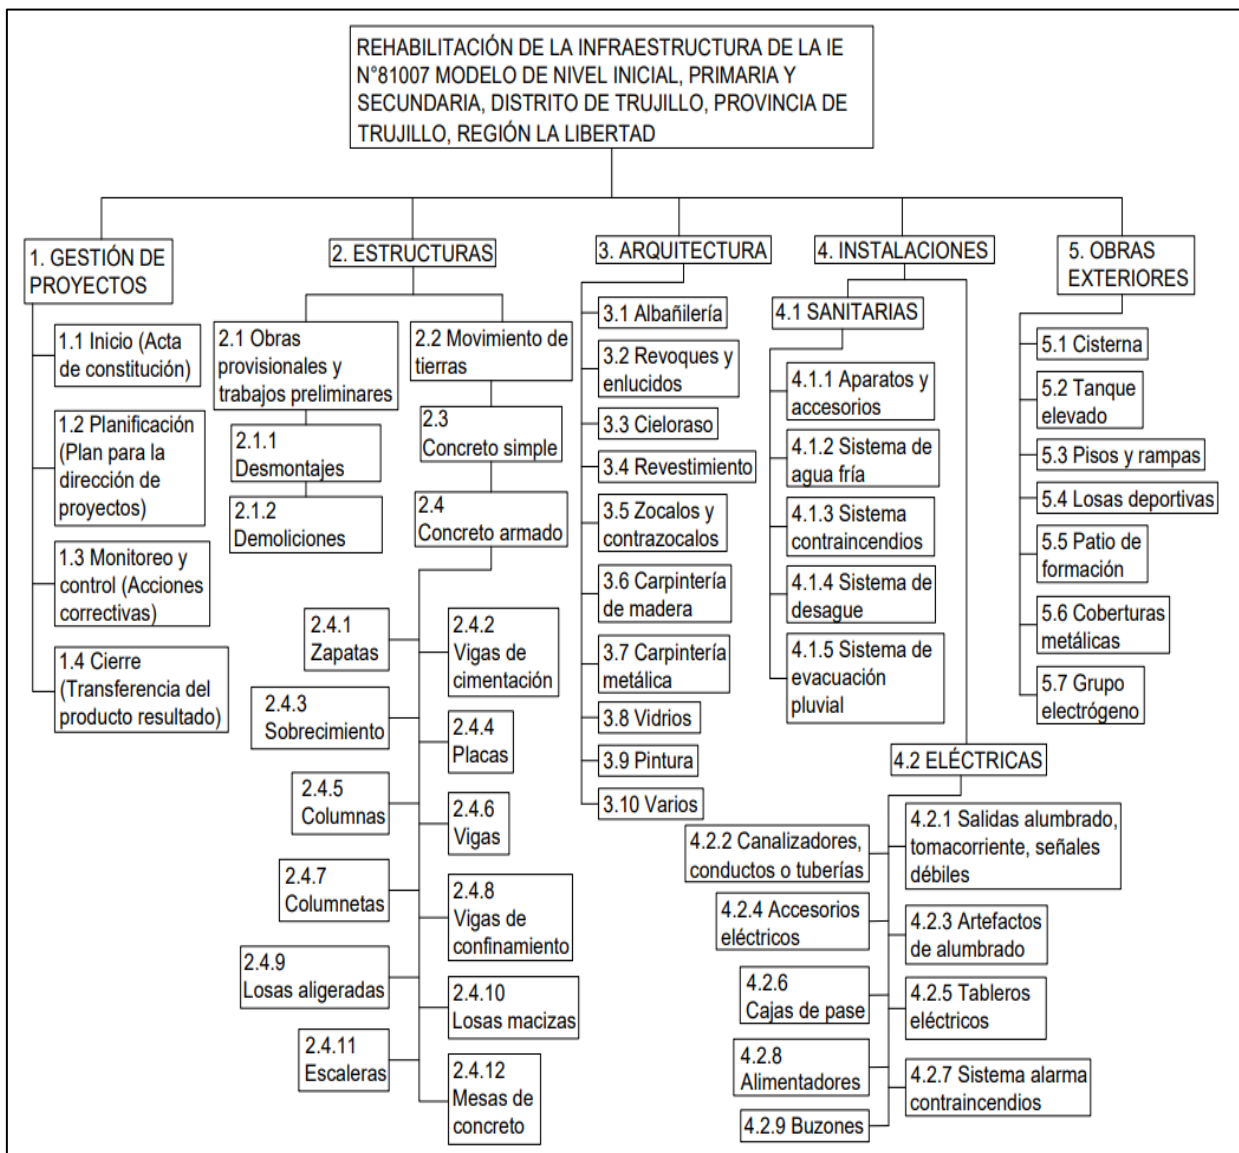 REHABILITACIÓN DE LA INFRAESTRUCTURA DE LA IE
N°81007 MODELO DE NIVEL INICIAL, PRIMARIA Y
SECUNDARIA, DISTRITO DE TRUJILLO, PROVINCIA DE
TRUJILLO, REGIÓN LA LIBERTAD
1. GESTIÓN DE
PROYECTOS
1.1 Inicio (Acta
de constitución)
1.2 Planificación
(Plan para la
dirección de
proyectos)
1.3 Monitoreo y
control (Acciones
correctivas)
1.4 Cierre
(Transferencia del
producto resultado)
2. ESTRUCTURAS
2.1 Obras
provisionales y
trabajos preliminares
2.1.1
Desmontajes
2.1.2
Demoliciones
2.2 Movimiento de
tierras
2.3
Concreto simple
2.4
Concreto armado
2.4.1
Zapatas
2.4.2
Vigas de
cimentación
2.4.3
Sobrecimiento
2.4.4
Placas
2.4.5
Columnas
2.4.6
Vigas
2.4.7
Columnetas
2.4.8
Vigas de
confinamiento
2.4.9
Losas aligeradas
2.4.10
Losas macizas
2.4.11
Escaleras
2.4.12
Mesas de
concreto
3. ARQUITECTURA
3.1 Albañilería
3.2 Revoques y
enlucidos
3.3 Cieloraso
3.4 Revestimiento
3.5 Zocalos y
contrazocalos
3.6 Carpintería
de madera
3.7 Carpintería
metálica
3.8 Vidrios
3.9 Pintura
3.10 Varios
4. INSTALACIONES
4.1 SANITARIAS
4.1.1 Aparatos y
accesorios
4.1.2 Sistema de
agua fría
4.1.3 Sistema
contraincendios
4.1.4 Sistema de
desague
4.1.5 Sistema de
evacuación
pluvial
4.2 ELÉCTRICAS
4.2.1 Salidas alumbrado,
tomacorriente, señales
débiles
4.2.2 Canalizadores,
conductos o tuberías
4.2.3 Artefactos
de alumbrado
4.2.4 Accesorios
eléctricos
4.2.5 Tableros
eléctricos
4.2.6
Cajas de pase
4.2.7 Sistema alarma
contraincendios
4.2.8
Alimentadores
4.2.9 Buzones
5. OBRAS
EXTERIORES
5.1 Cisterna
5.2 Tanque
elevado
5.3 Pisos y rampas
5.4 Losas deportivas
5.5 Patio de
formación
5.6 Coberturas
metálicas
5.7 Grupo
electrógeno